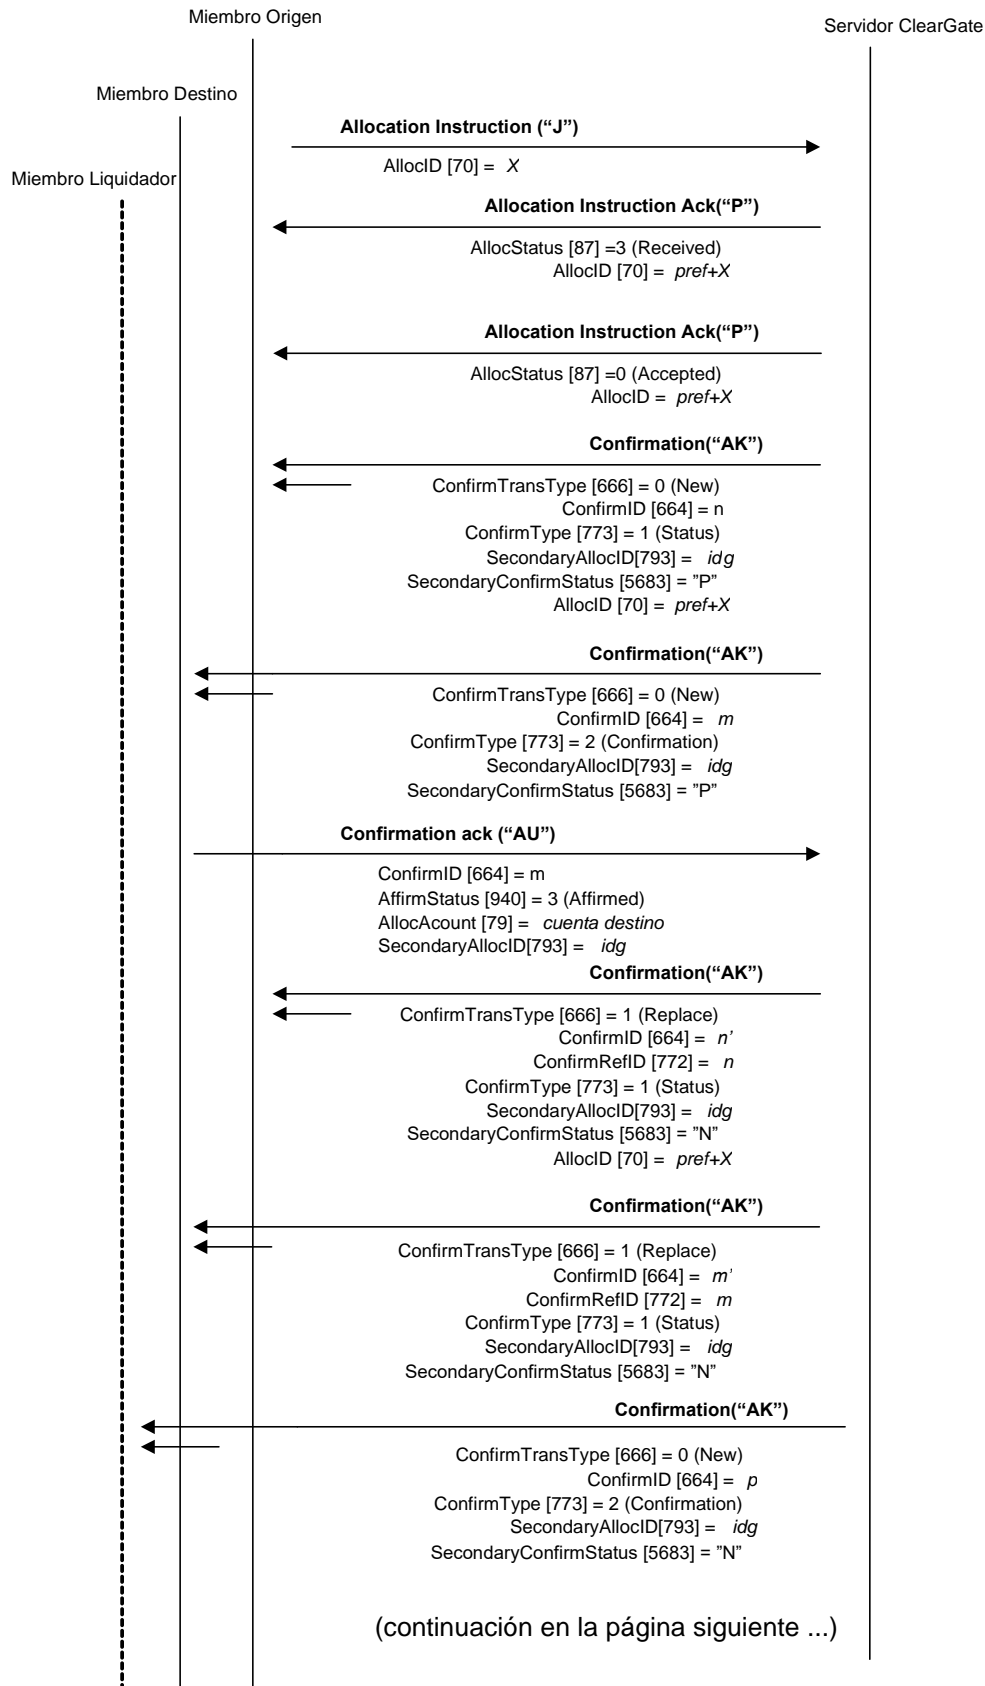 Miembro Origen
Servidor ClearGate
Miembro Destino
Miembro Liquidador
Allocation Instruction (“J”)
AllocID [70] = X
Allocation Instruction Ack(“P”)
AllocStatus [87] =3 (Received)
AllocID [70] = pref+X
Allocation Instruction Ack(“P”)
AllocStatus [87] =0 (Accepted)
AllocID = pref+X
Confirmation(“AK”)
ConfirmTransType [666] = 0 (New)
ConfirmID [664] = n
ConfirmType [773] = 1 (Status)
SecondaryAllocID[793] = idg
SecondaryConfirmStatus [5683] = ”P”
AllocID [70] = pref+X
Confirmation(“AK”)
ConfirmTransType [666] = 0 (New)
ConfirmID [664] = m
ConfirmType [773] = 2 (Confirmation)
SecondaryAllocID[793] = idg
SecondaryConfirmStatus [5683] = ”P”
Confirmation ack (“AU”)
ConfirmID [664] = m
AffirmStatus [940] = 3 (Affirmed)
AllocAcount [79] = cuenta destino
SecondaryAllocID[793] = idg
Confirmation(“AK”)
ConfirmTransType [666] = 1 (Replace)
ConfirmID [664] = n’
ConfirmRefID [772] = n
ConfirmType [773] = 1 (Status)
SecondaryAllocID[793] = idg
SecondaryConfirmStatus [5683] = ”N”
AllocID [70] = pref+X
Confirmation(“AK”)
ConfirmTransType [666] = 1 (Replace)
ConfirmID [664] = m’
ConfirmRefID [772] = m
ConfirmType [773] = 1 (Status)
SecondaryAllocID[793] = idg
SecondaryConfirmStatus [5683] = ”N”
Confirmation(“AK”)
ConfirmTransType [666] = 0 (New)
ConfirmID [664] = p
ConfirmType [773] = 2 (Confirmation)
SecondaryAllocID[793] = idg
SecondaryConfirmStatus [5683] = ”N”
(continuación en la página siguiente ...)